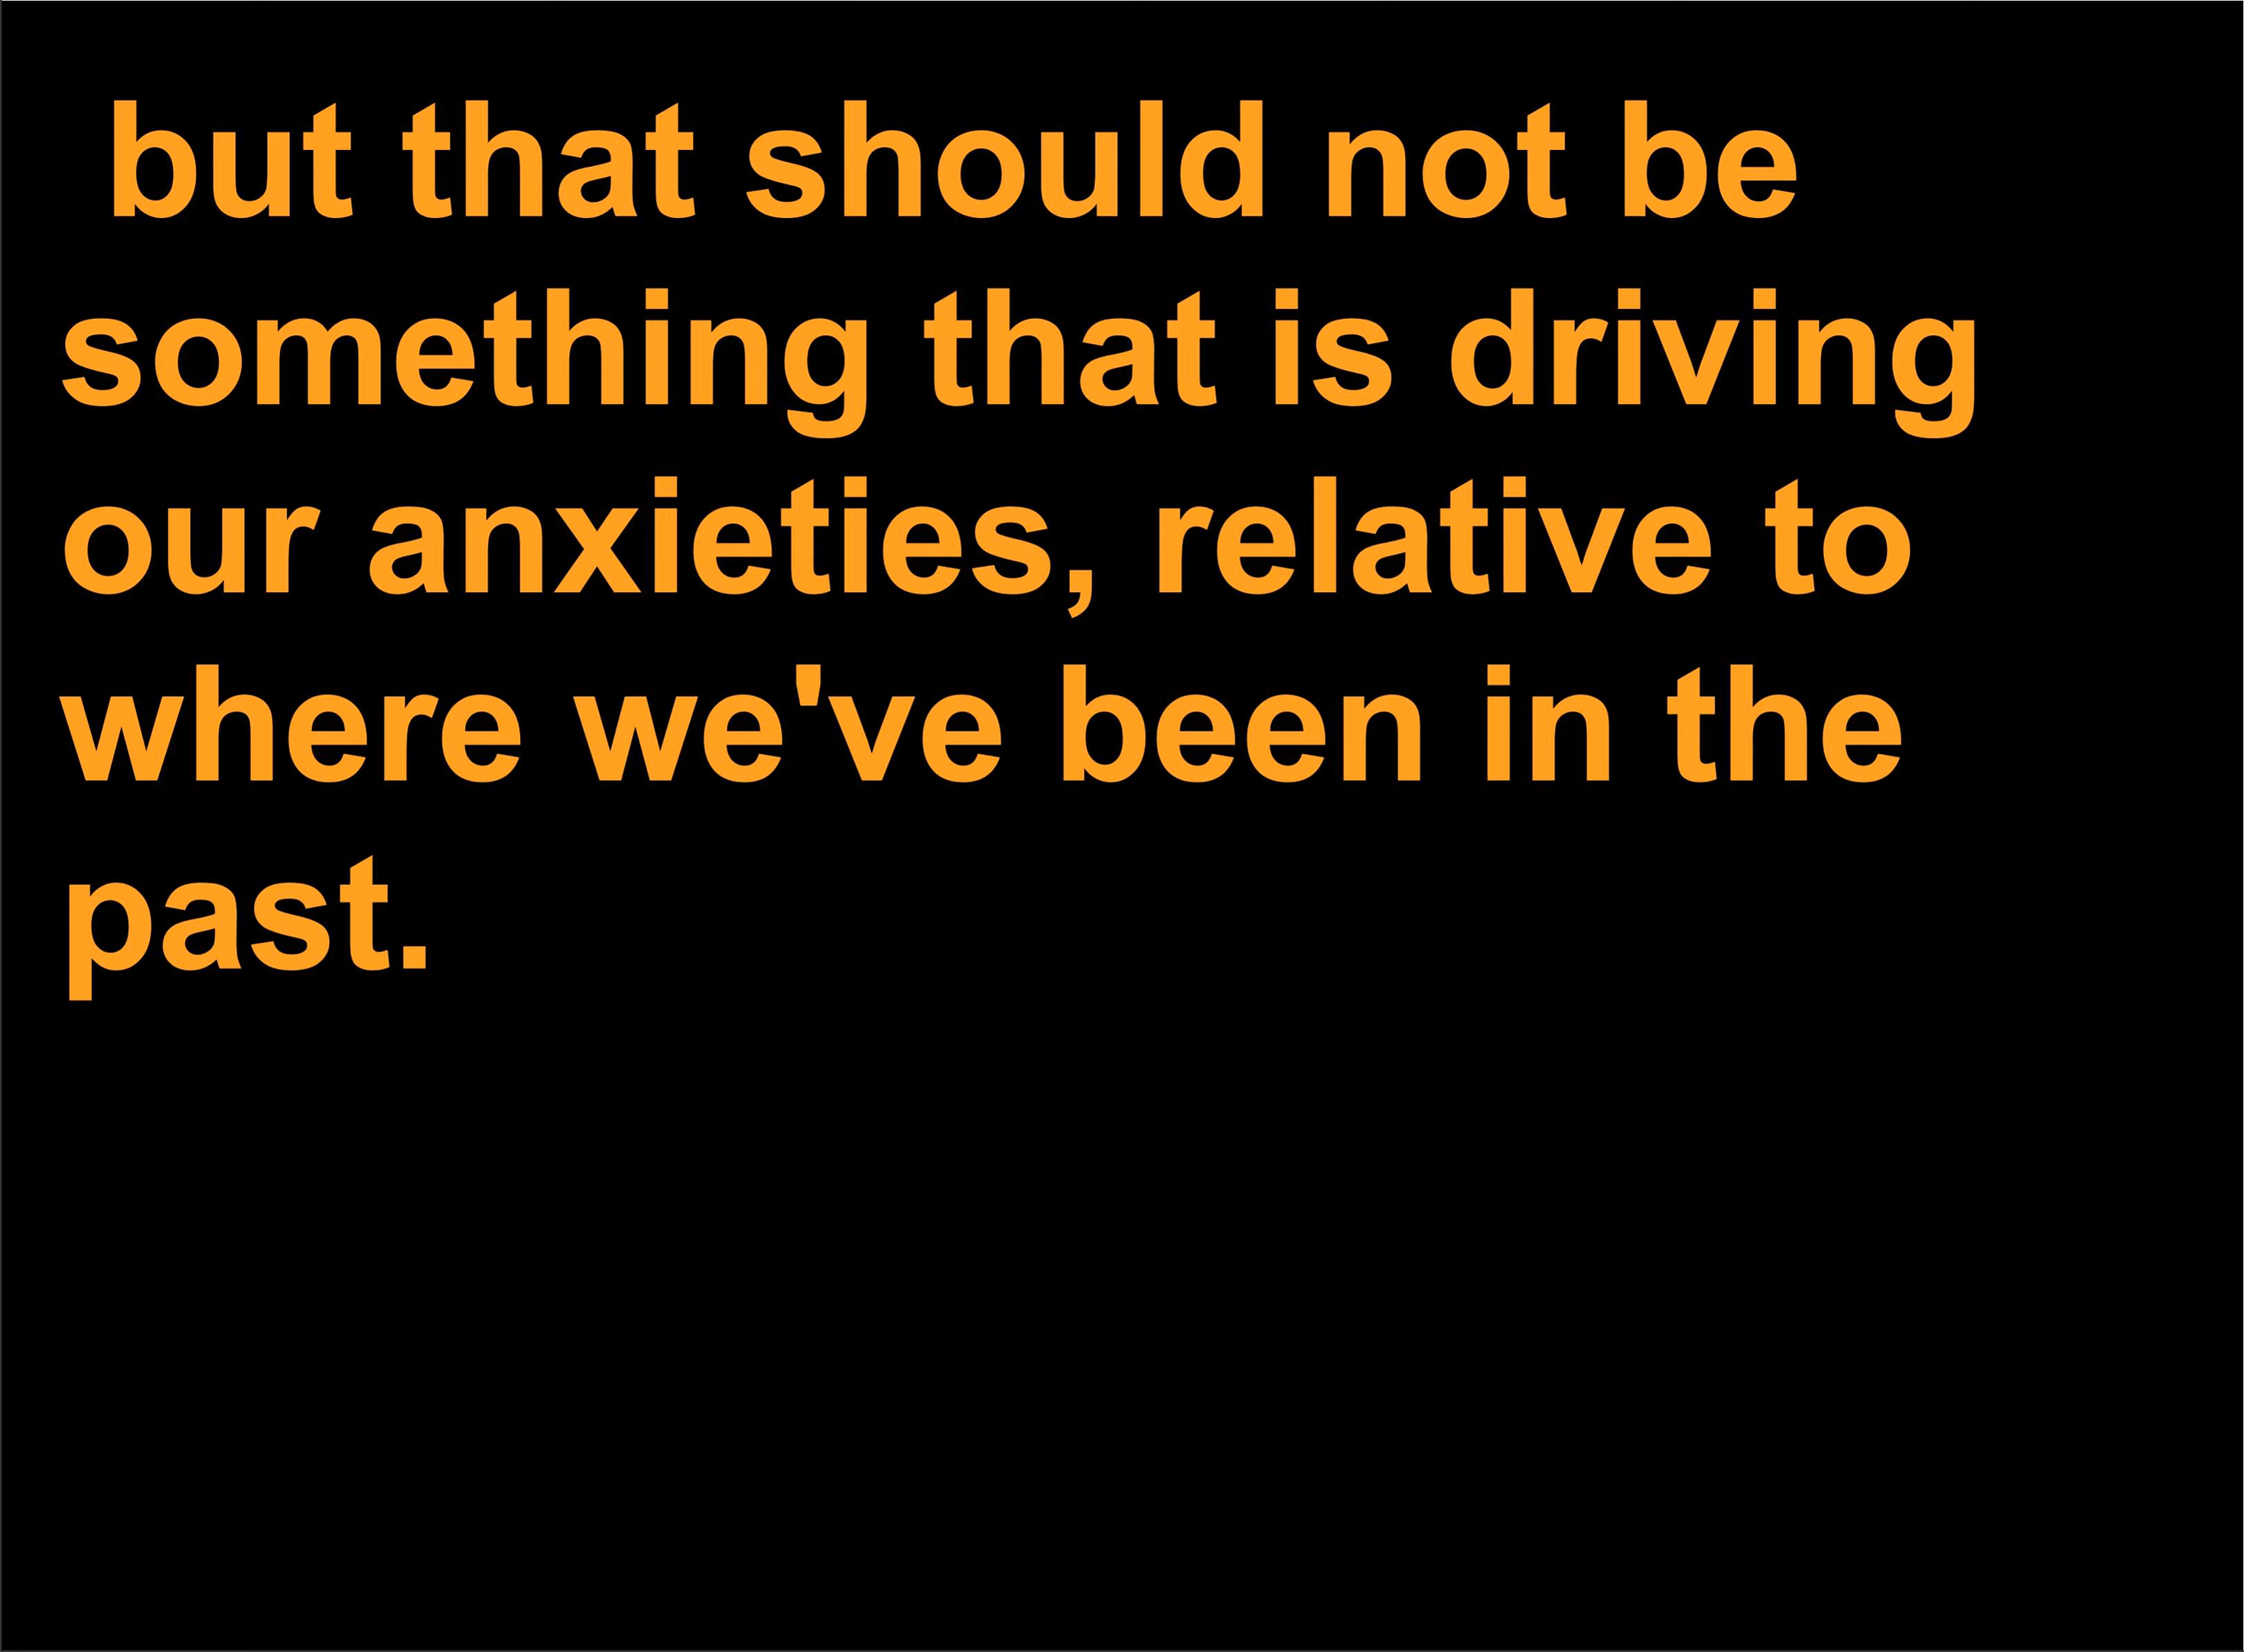 but that should not be
something that is driving
our anxieties, relative to
where we've been in the
past.